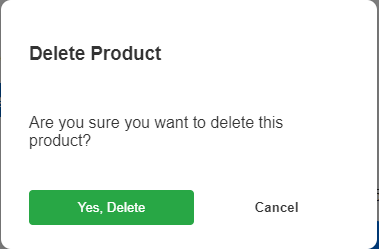 Delete Product
Are you sure you want to delete this
product?
Yes, Delete
Cancel